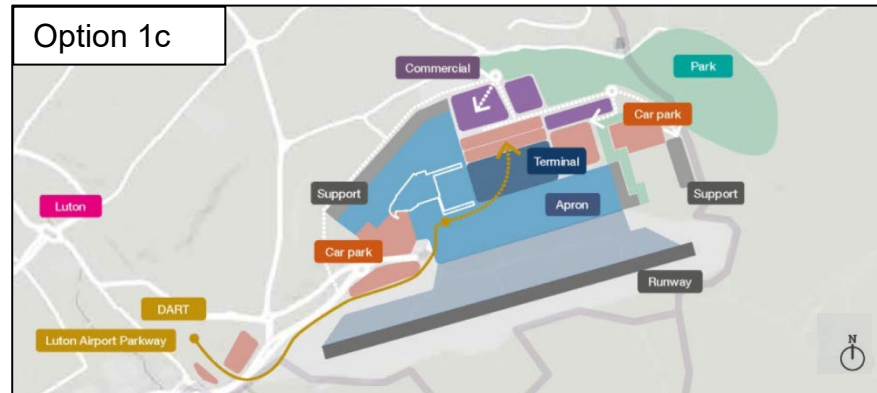 Option 1c
Commercial
Park
Car park
Terminal
Support
Support
Luton
Apron
Car park
Runway
DART
Luton Airport Parkway
N